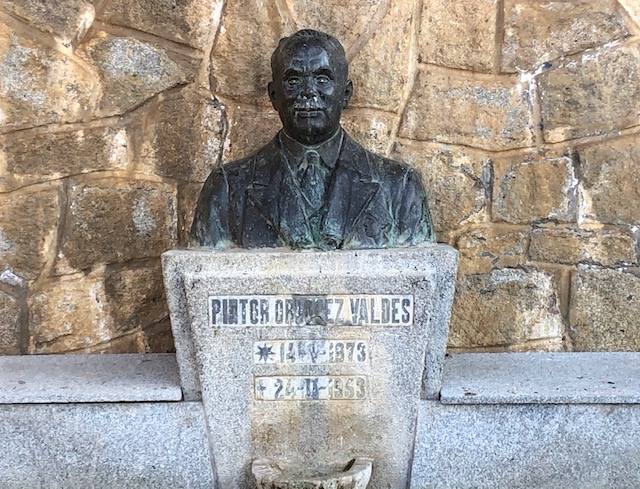 PINTOR ORDOÑEZ VALDES
* 14-V-1873
+ 24-II-1953